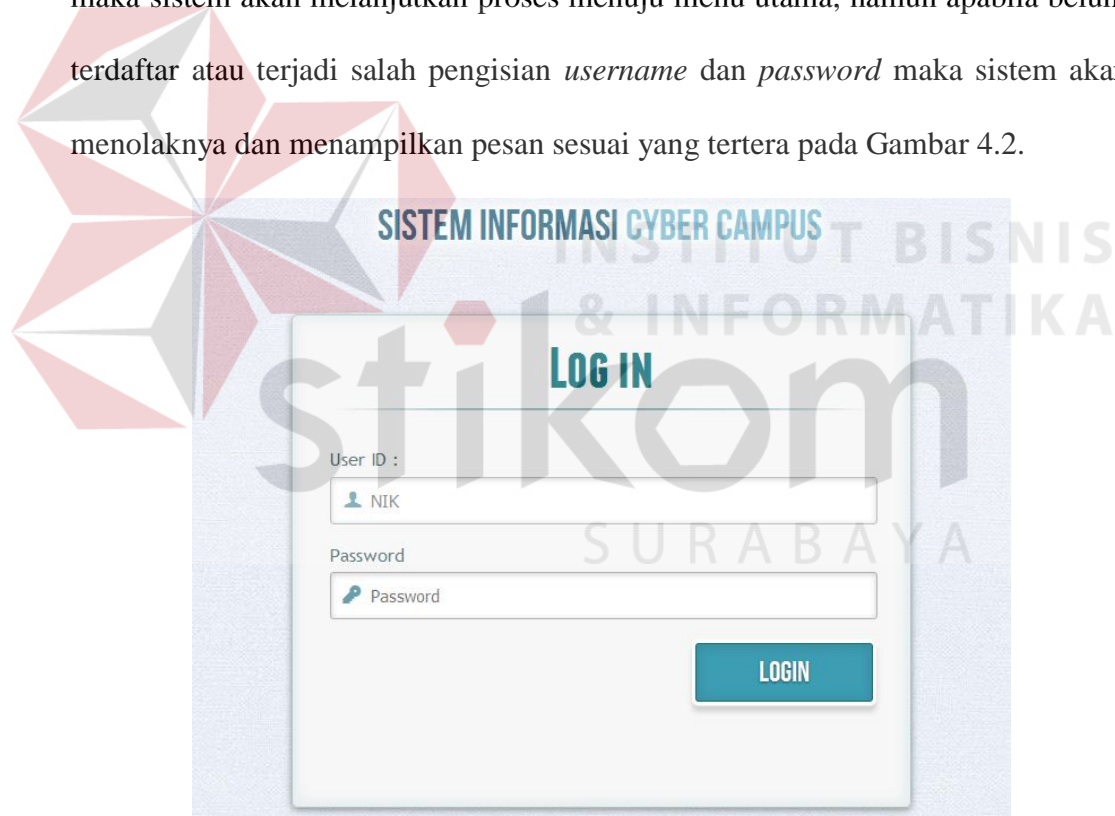 maka sistem akan melanjutkan proses menuju menu utama, namun apabila
terdaftar atau terjadi salah pengisian username dan password maka sistem akan
menolaknya dan menampilkan pesan sesuai yang tertera pada Gambar 4.2.
SISTEM INFORMASI CYBER CAMPUS
INSTITUT BISNIS
& INFORMATIKA
stikom
SURABAYA
LOG IN
User ID :
NIK
Password
Password
LOGIN